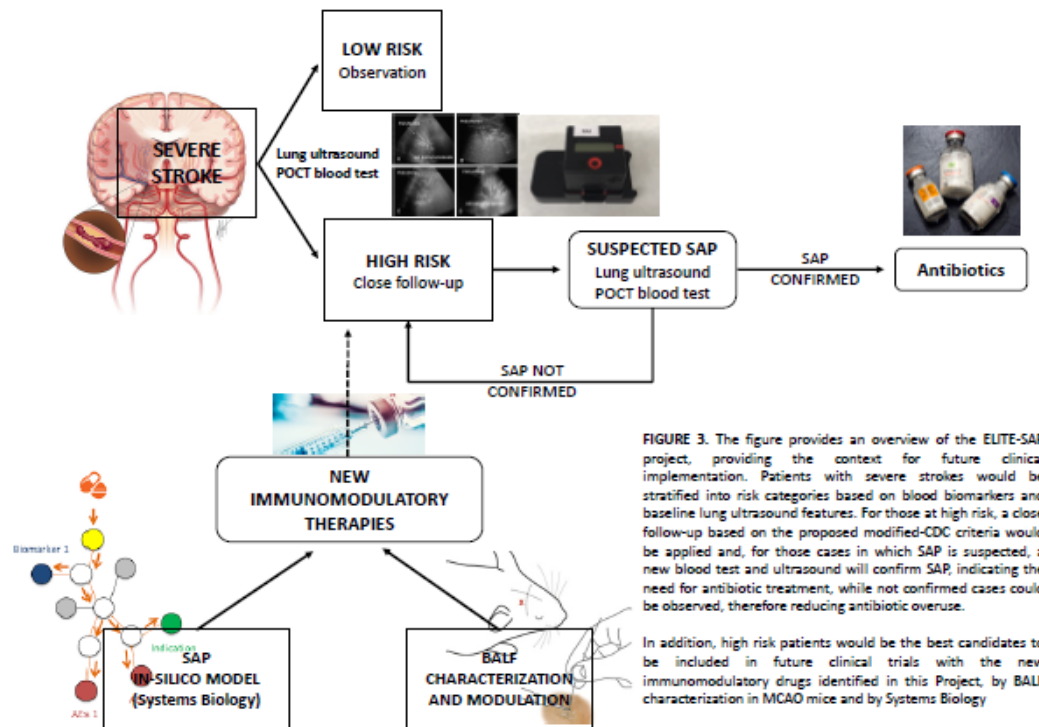 LOW RISK
Observation
SEVERE
STROKE
Lung ultrasound
POCT blood test
HIGH RISK
Close follow-up
SUSPECTED SAP
Lung ultrasound
POCT blood test
SAP
CONFIRMED
Antibiotics
SAP NOT
CONFIRMED
NEW
IMMUNOMODULATORY
THERAPIES
Biomarker 1
Indication
AEs 1
SAP
IN-SILICO MODEL
(Systems Biology)
BALF
CHARACTERIZATION
AND MODULATION
FIGURE 3. The figure provides an overview of the ELITE-SAP
project, providing the context for future clinical
implementation. Patients with severe strokes would be
stratified into risk categories based on blood biomarkers and
baseline lung ultrasound features. For those at high risk, a close
follow-up based on the proposed modified-CDC criteria would
be applied and, for those cases in which SAP is suspected, a
new blood test and ultrasound will confirm SAP, indicating the
need for antibiotic treatment, while not confirmed cases could
be observed, therefore reducing antibiotic overuse.
In addition, high risk patients would be the best candidates to
be included in future clinical trials with the new
immunomodulatory drugs identified in this Project, by BALF
characterization in MCAO mice and by Systems Biology